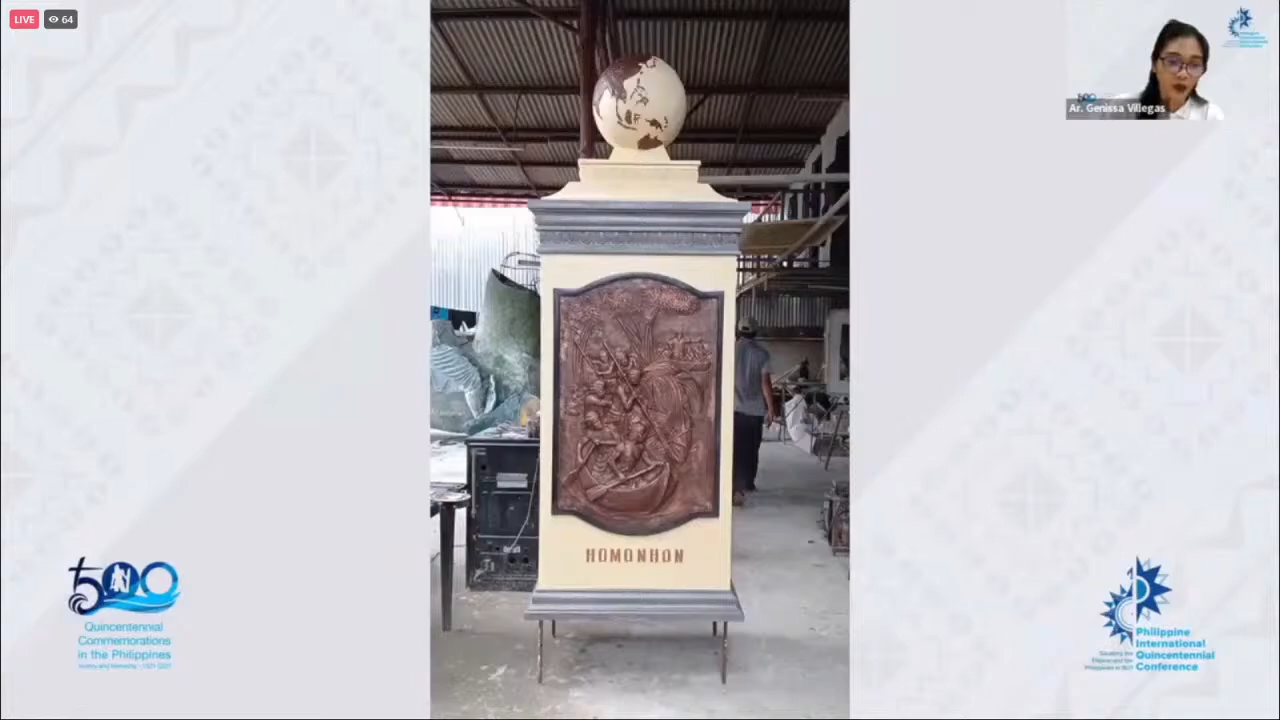 LIVE 64
Ar. Genissa Villegas
HOMONHON
500
Quincentennial
Commemorations
in the Philippines
Philippine
International
Quincentennial
Conference